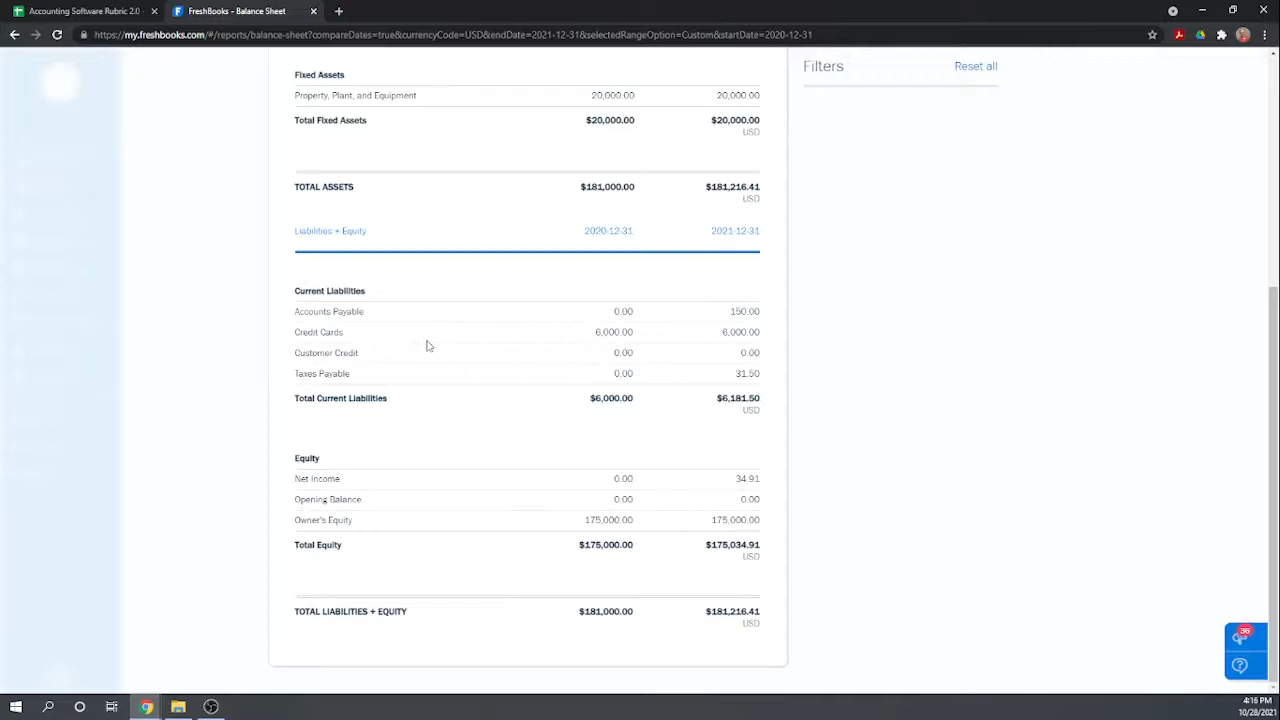 Accounting Software Rubric 2.0 FreshBooks - Balance Sheet
https://my.freshbooks.com/#/reports/balance-sheet?compareDates=true&currencyCode=USD&endDate=2021-12-31&selectedRangeOption=Custom&startDate=2020-12-31
Filters Reset all
Fixed Assets
Property, Plant, and Equipment 20,000.00 20,000.00
Total Fixed Assets $20,000.00 $20,000.00
USD
TOTAL ASSETS $181,000.00 $181,216.41
USD
Liabilities + Equity 2020-12-31 2021-12-31
Current Liabilities
Accounts Payable 0.00 150.00
Credit Cards 6,000.00 6,000.00
Customer Credit 0.00 0.00
Taxes Payable 0.00 31.50
Total Current Liabilities $6,000.00 $6,181.50
USD
Equity
Net Income 0.00 34.91
Opening Balance 0.00 0.00
Owner's Equity 175,000.00 175,000.00
Total Equity $175,000.00 $175,034.91
USD
TOTAL LIABILITIES + EQUITY $181,000.00 $181,216.41
USD
36
4:16 PM
10/28/2021